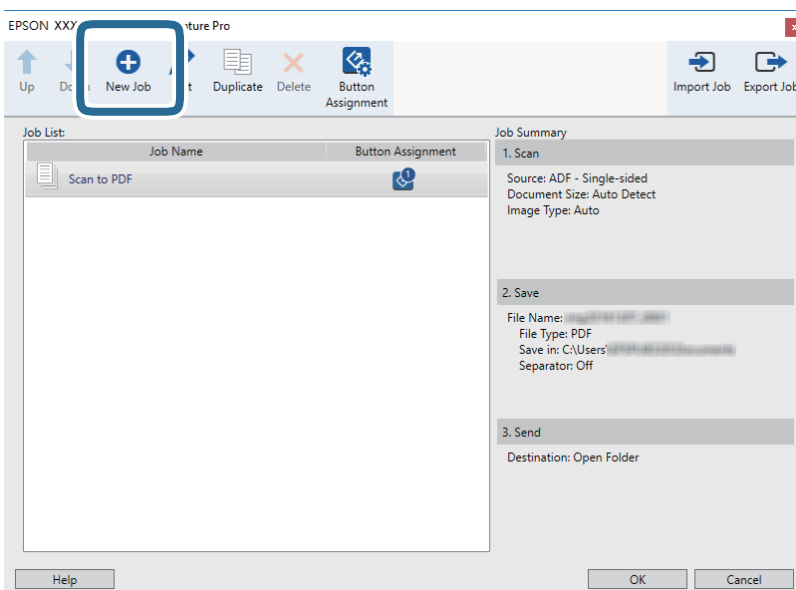 EPSON XXX ture Pro
Up Do n New Job t Duplicate Delete Button Assignment Import Job Export Job
Job List:
Job Name Button Assignment
Scan to PDF 1
Job Summary
1. Scan
Source: ADF - Single-sided
Document Size: Auto Detect
Image Type: Auto
2. Save
File Name:
File Type: PDF
Save in: C:\Users\
Separator: Off
3. Send
Destination: Open Folder
Help OK Cancel